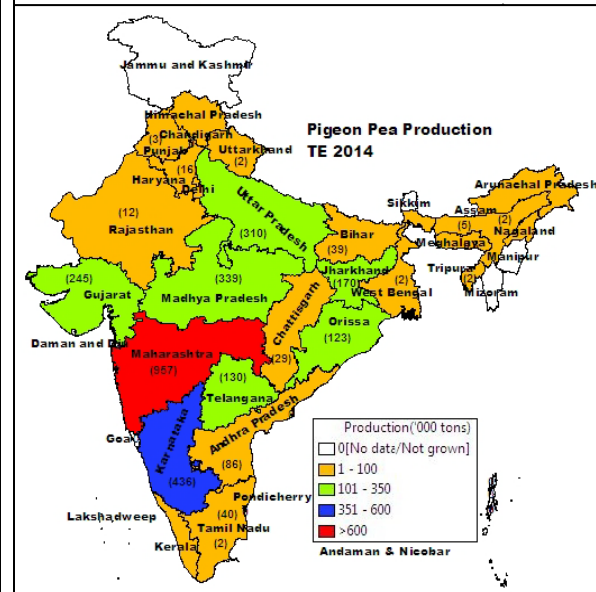 Jammu and Kashmir
Himachal Pradesh
Chandigarh
(3)
Punjab
Uttarkhand
(2)
Pigeon Pea Production
TE 2014
(16)
Haryana
Delhi
(12)
Rajasthan
Uttar Pradesh
(310)
Arunachal Pradesh
Sikkim
Assam
(5)
(2)
Nagaland
Bihar
(39)
Meghalaya
Manipur
Tripura
(2)
Mizoram
(245)
Gujarat
(339)
Madhya Pradesh
Jharkhand
(170)
(2)
West Bengal
Chattisgarh
(29)
Orissa
(123)
Daman and Diu
Maharashtra
(957)
(130)
Telangana
Goa
Karnataka
(436)
Andhra Pradesh
(86)
Production('000 tons)
0[No data/Not grown]
1 - 100
101 - 350
351 - 600
>600
Pondicherry
Lakshadweep
(40)
Tamil Nadu
Kerala
(2)
Andaman & Nicobar